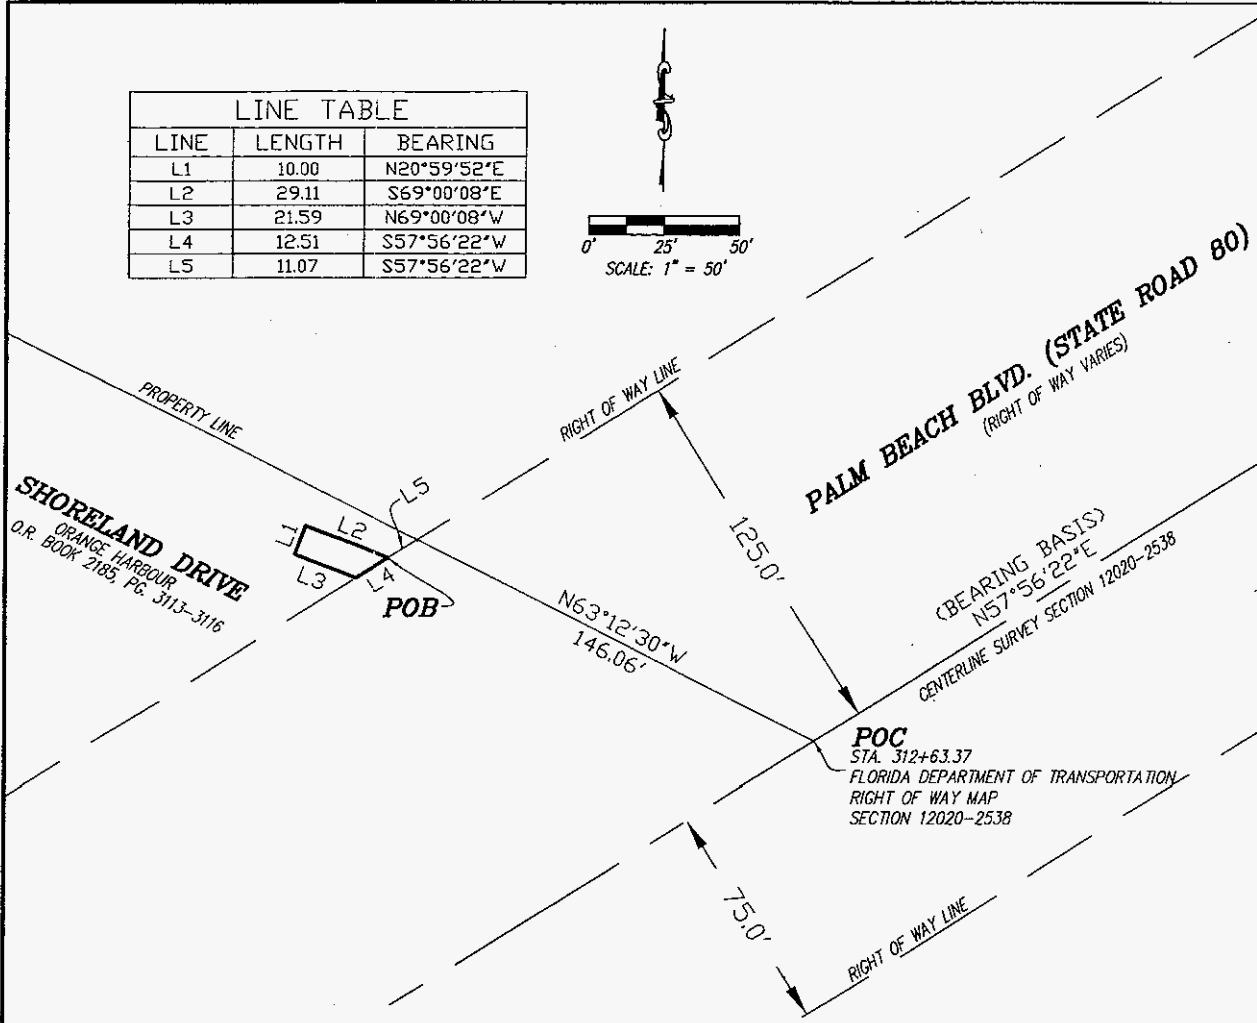 LINE TABLE
LINE LENGTH BEARING
L1 10.00 N20°59'52"E
L2 29.11 S69°00'08"E
L3 21.59 N69°00'08"W
L4 12.51 S57°56'22"W
L5 11.07 S57°56'22"W
0' 25' 50'
SCALE: 1" = 50'
PROPERTY LINE
RIGHT OF WAY LINE
PALM BEACH BLVD. (STATE ROAD 80)
(RIGHT OF WAY VARIES)
SHORELAND DRIVE
ORANGE HARBOUR
O.R. BOOK 2185, PG. 3113-3116
L1
L2
L3
L4
L5
POB
125.0'
N63°12'30"W
146.06'
(BEARING BASIS)
N57°56'22"E
CENTERLINE SURVEY SECTION 12020-2538
POC
STA. 312+63.37
FLORIDA DEPARTMENT OF TRANSPORTATION
RIGHT OF WAY MAP
SECTION 12020-2538
75.0'
RIGHT OF WAY LINE